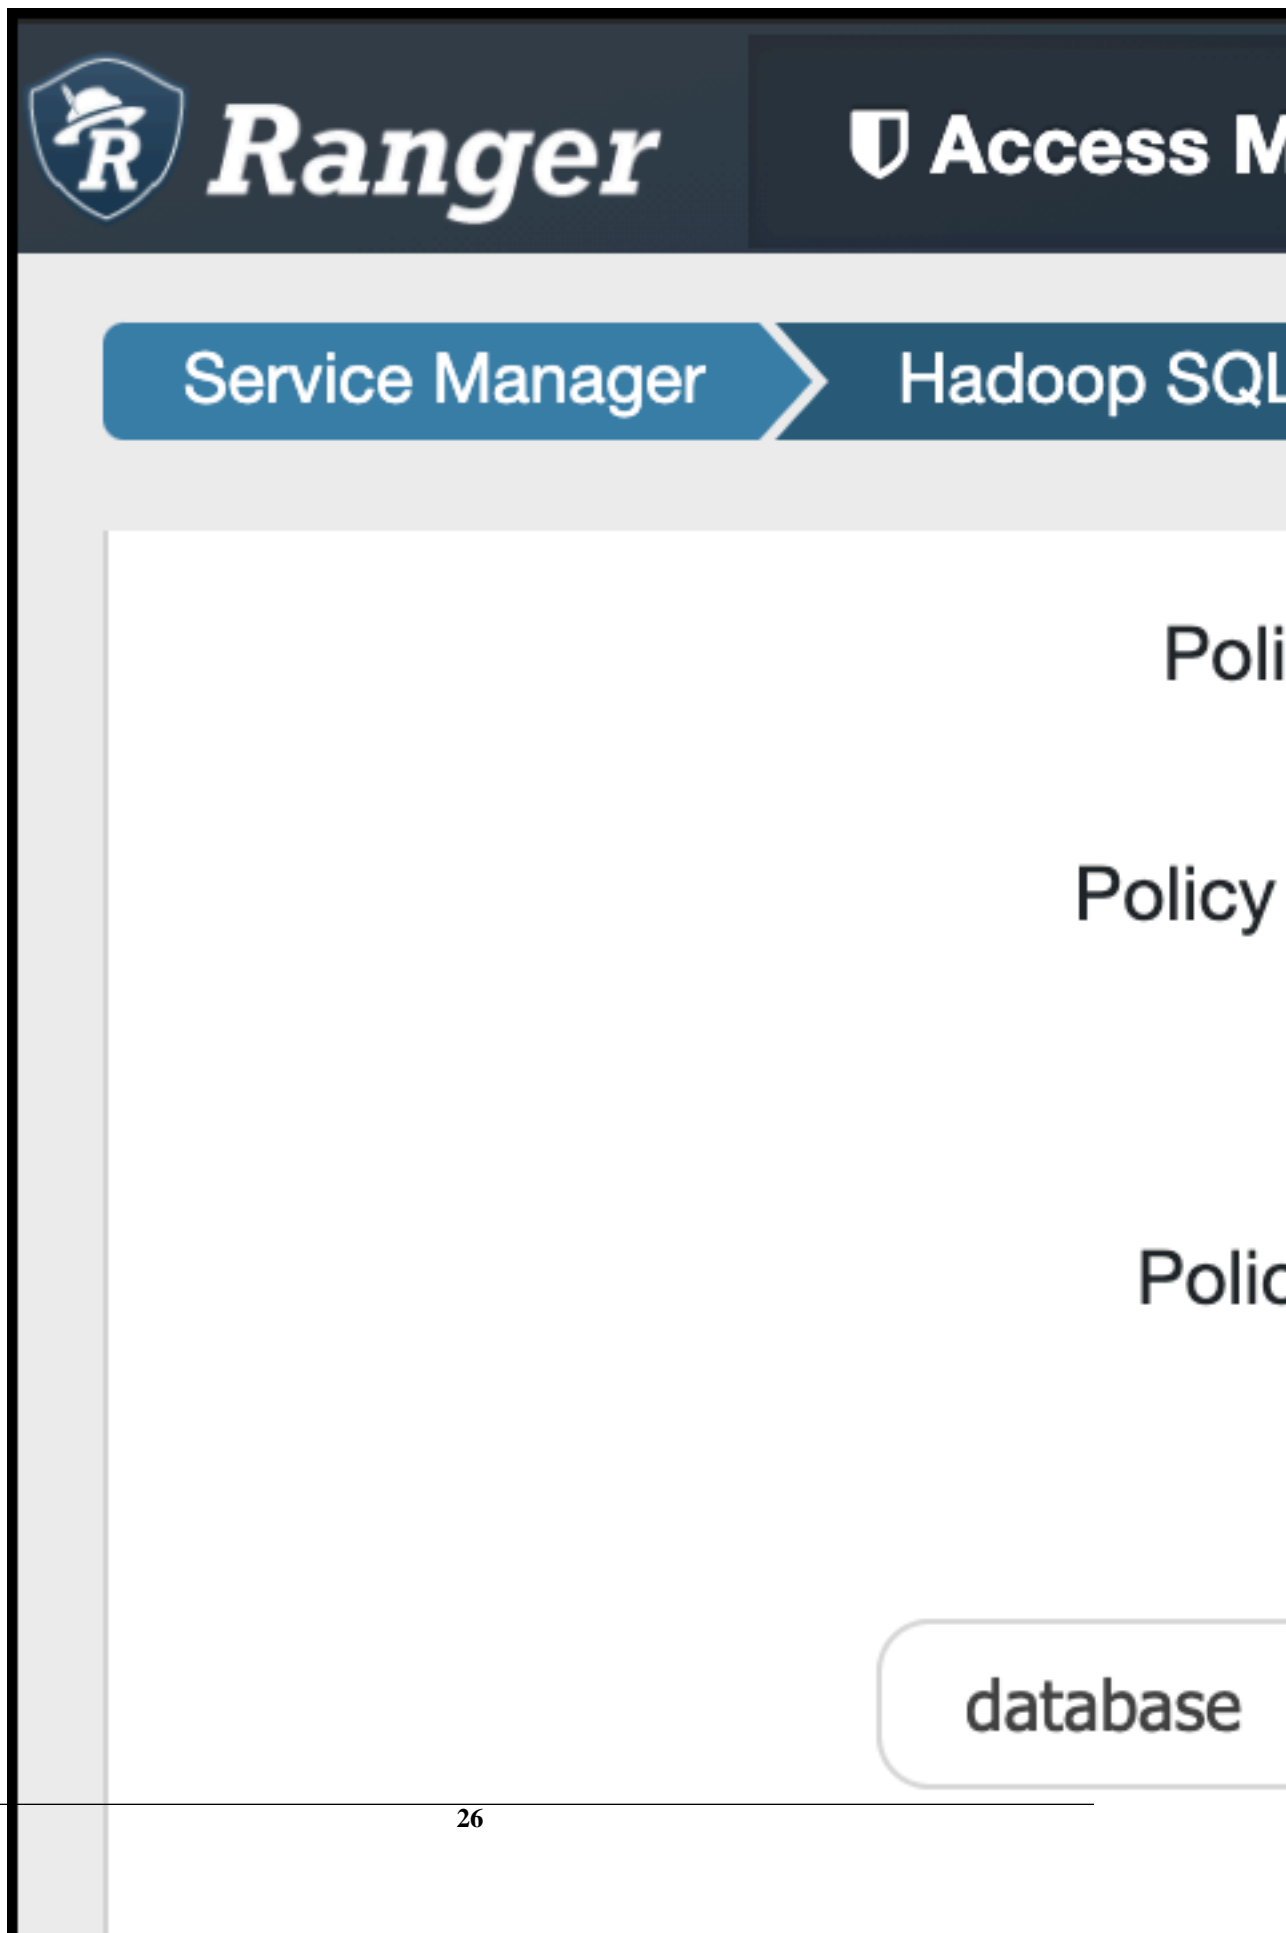 R Ranger Access M
Service Manager Hadoop SQL
Poli
Policy
Polic
database
26